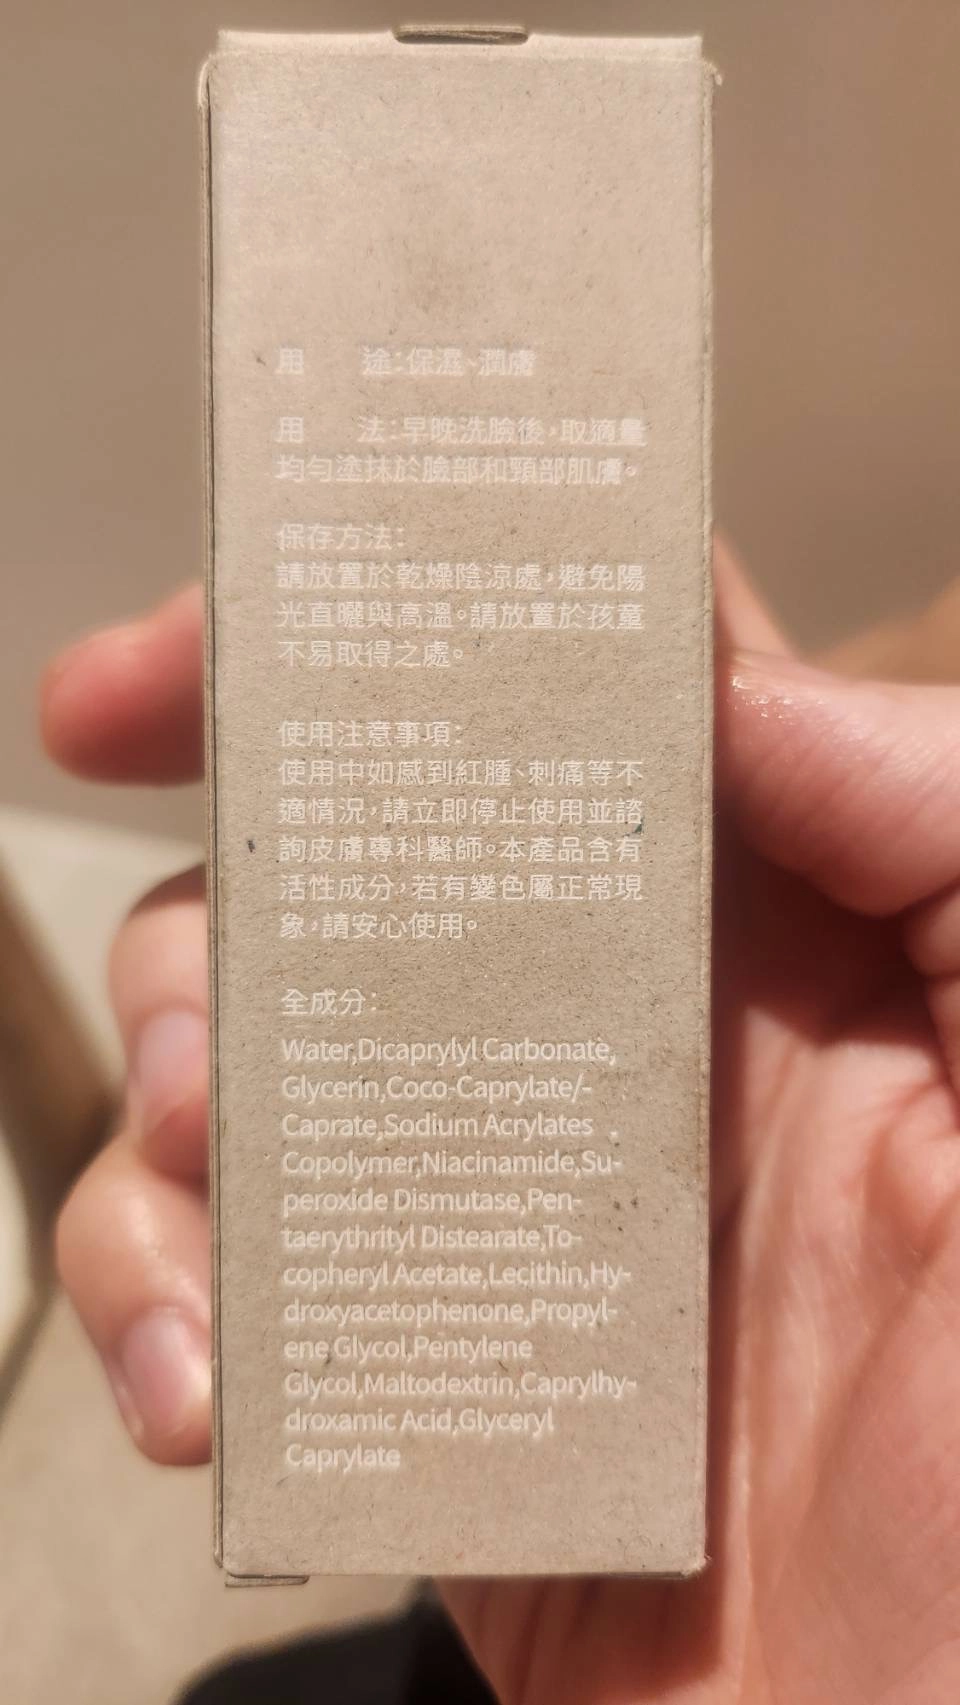 用　　途：保濕、潤膚
用　　法：早晚洗臉後，取適量
均勻塗抹於臉部和頸部肌膚。
保存方法：
請放置於乾燥陰涼處，避免陽
光直曬與高溫。請放置於孩童
不易取得之處。
使用注意事項：
使用中如感到紅腫、刺痛等不
適情況，請立即停止使用並諮
詢皮膚專科醫師。本產品含有
活性成分，若有變色屬正常現
象，請安心使用。
全成分：
Water,Dicaprylyl Carbonate,
Glycerin,Coco-Caprylate/-
Caprate,Sodium Acrylates
Copolymer,Niacinamide,Su-
peroxide Dismutase,Pen-
taerythrityl Distearate,To-
copheryl Acetate,Lecithin,Hy-
droxyacetophenone,Propyl-
ene Glycol,Pentylene
Glycol,Maltodextrin,Caprylhy-
droxamic Acid,Glyceryl
Caprylate